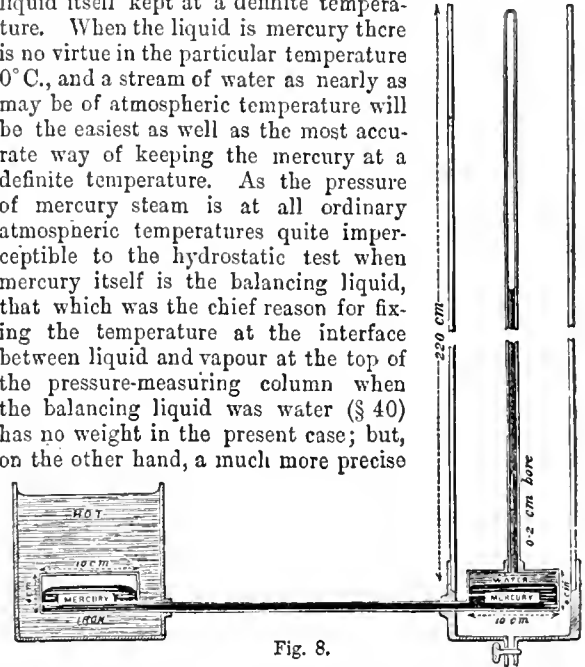 liquid itself kept at a definite tempera-
ture. When the liquid is mercury there
is no virtue in the particular temperature
0° C., and a stream of water as nearly as
may be of atmospheric temperature will
be the easiest as well as the most accu-
rate way of keeping the mercury at a
definite temperature. As the pressure
of mercury steam is at all ordinary
atmospheric temperatures quite imper-
ceptible to the hydrostatic test when
mercury itself is the balancing liquid,
that which was the chief reason for fix-
ing the temperature at the interface
between liquid and vapour at the top of
the pressure-measuring column when
the balancing liquid was water (§ 40)
has no weight in the present case; but,
on the other hand, a much more precise
220 cm
0·2 cm bore
HOT
10 cm
MERCURY
IRON
WATER
MERCURY
10 cm
Fig. 8.